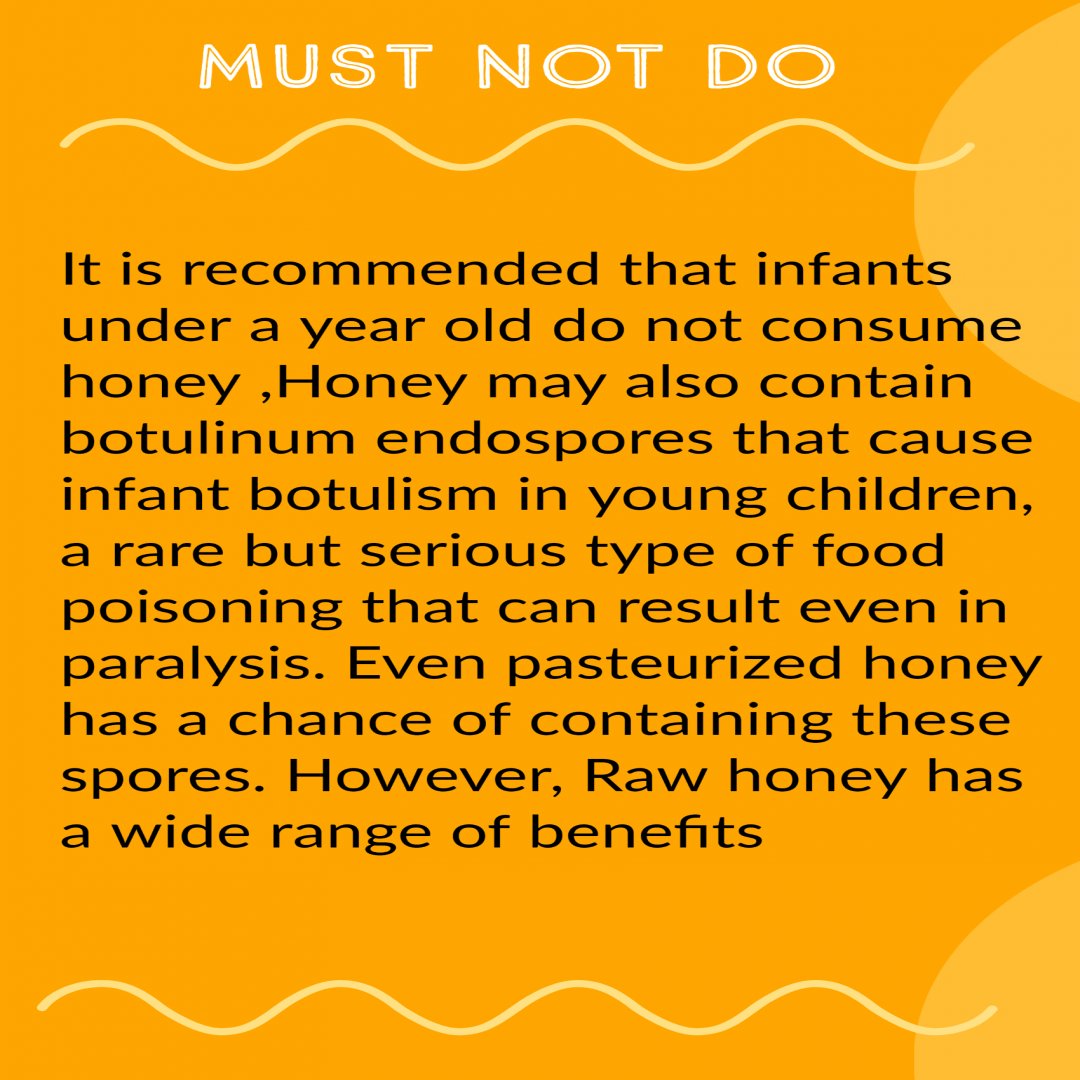 MUST NOT DO
It is recommended that infants
under a year old do not consume
honey ,Honey may also contain
botulinum endospores that cause
infant botulism in young children,
a rare but serious type of food
poisoning that can result even in
paralysis. Even pasteurized honey
has a chance of containing these
spores. However, Raw honey has
a wide range of benefits